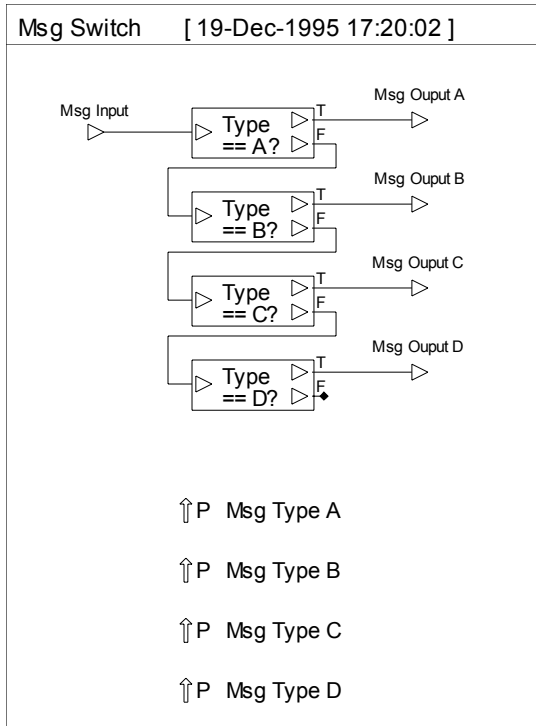 Msg Switch [ 19-Dec-1995 17:20:02 ]
Msg Input
Type
== A?
T
F
Msg Ouput A
Type
== B?
T
F
Msg Ouput B
Type
== C?
T
F
Msg Ouput C
Type
== D?
T
F
Msg Ouput D
⇧P Msg Type A
⇧P Msg Type B
⇧P Msg Type C
⇧P Msg Type D